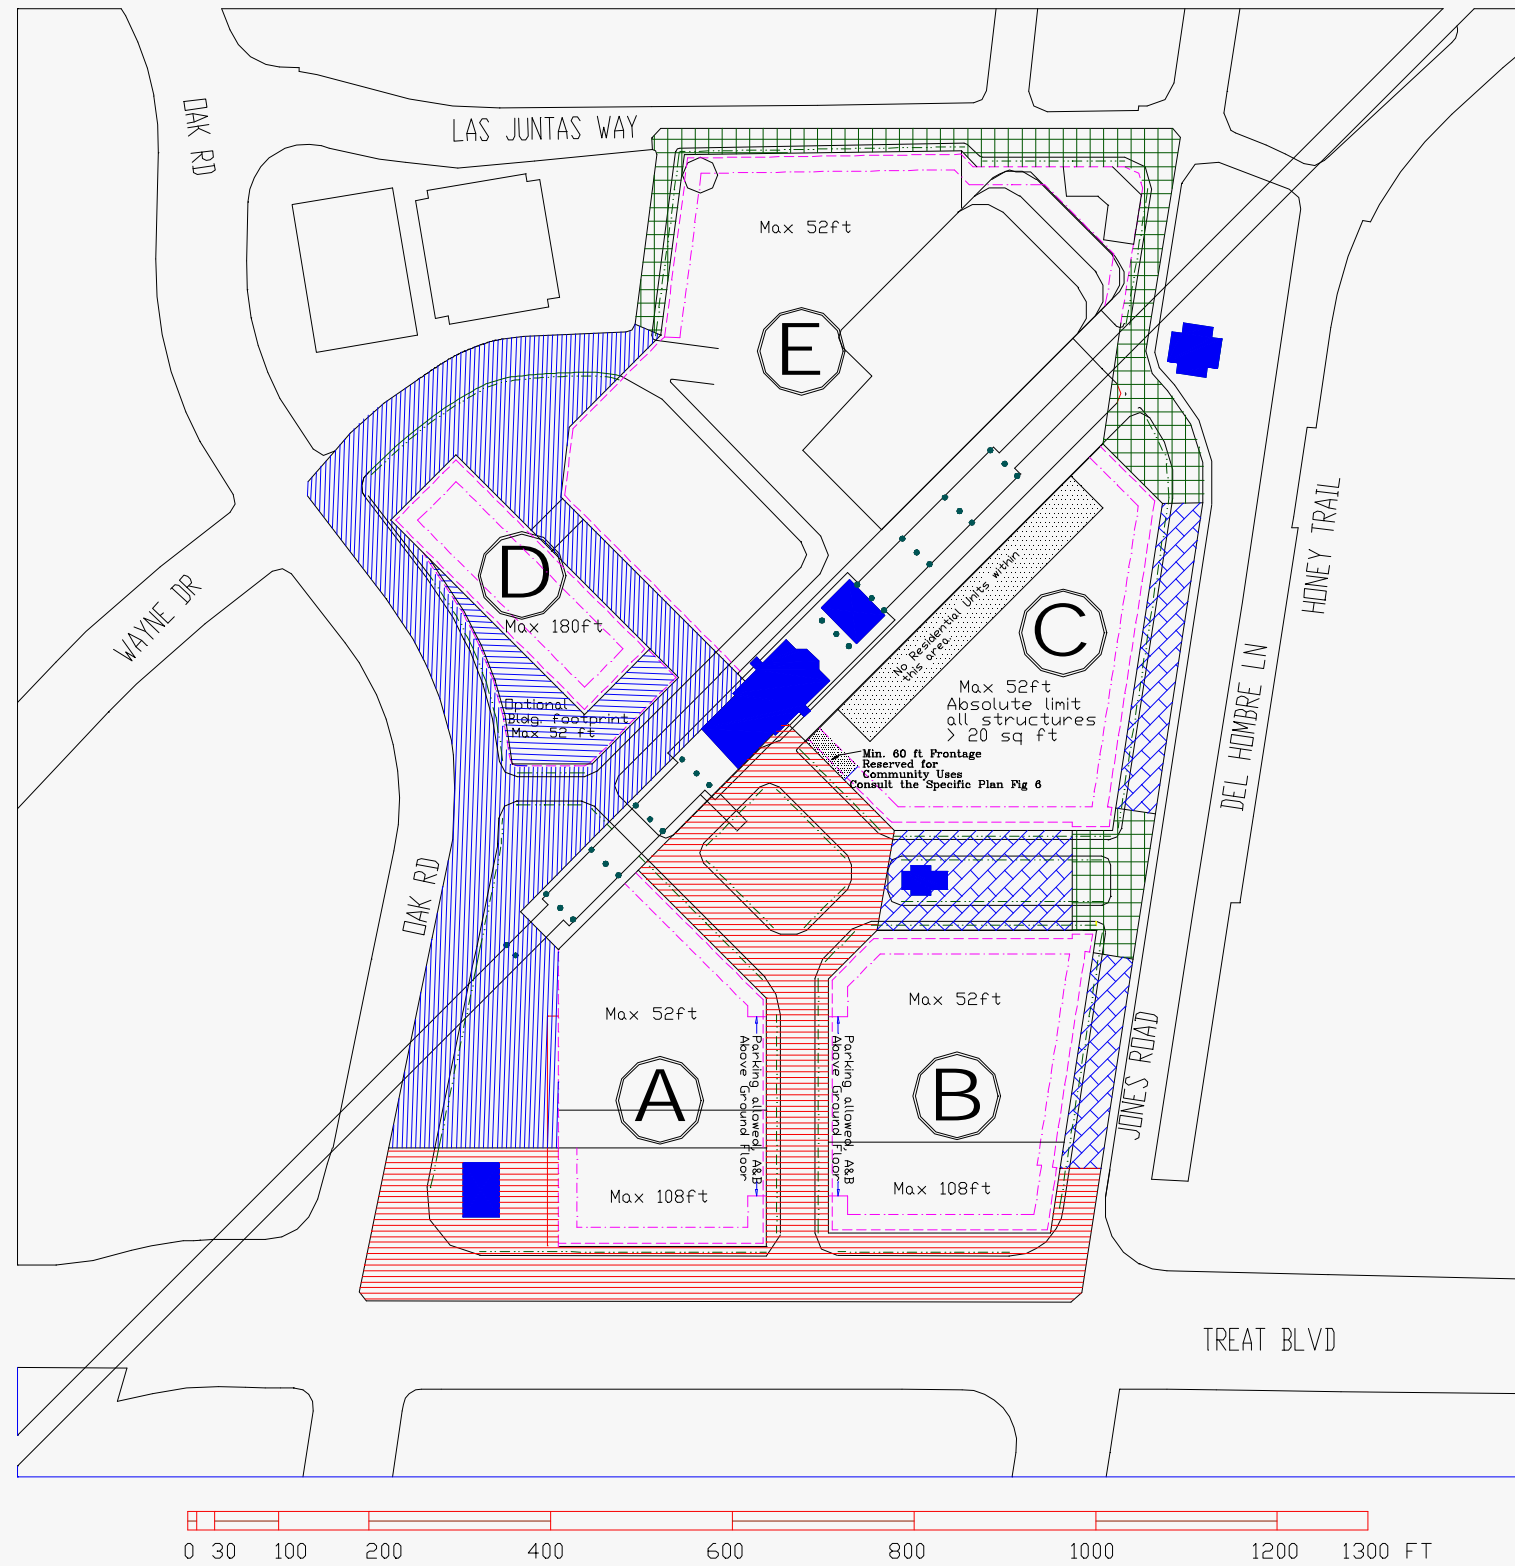 OAK RD
LAS JUNTAS WAY
Max 52ft
E
HONEY TRAIL
D
Max 180ft
WAYNE DR
No Residential Units within
this area
C
Max 52ft
Absolute limit
all structures
> 20 sq ft
Optional
Bldg. footprint
Max 52 ft
Min. 60 ft Frontage
Reserved for
Community Uses
Consult the Specific Plan Fig 6
DEL HOMBRE LN
OAK RD
Max 52ft
Max 52ft
Parking allowed, A&B
Above Ground Floor
Parking allowed, A&B
Above Ground Floor
A
B
JONES ROAD
Max 108ft
Max 108ft
TREAT BLVD
0 30 100 200 400 600 800 1000 1200 1300 FT